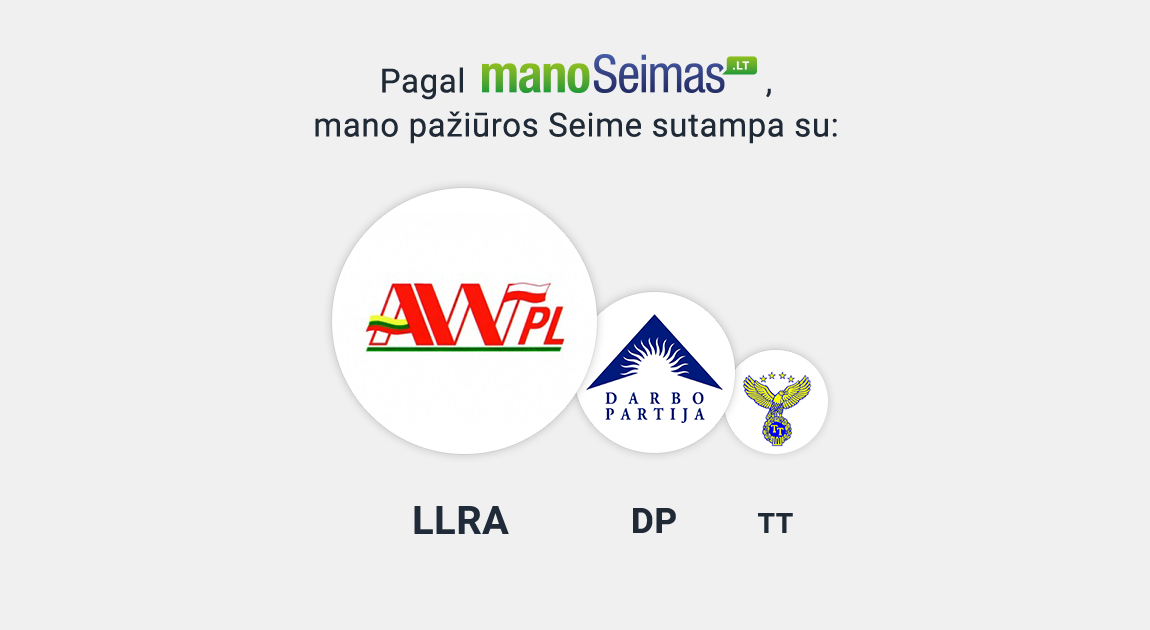 Pagal manoSeimas.LT,
mano pažiūros Seime sutampa su:
AWPL
DARBO
PARTIJA
TT
LLRA
DP
TT